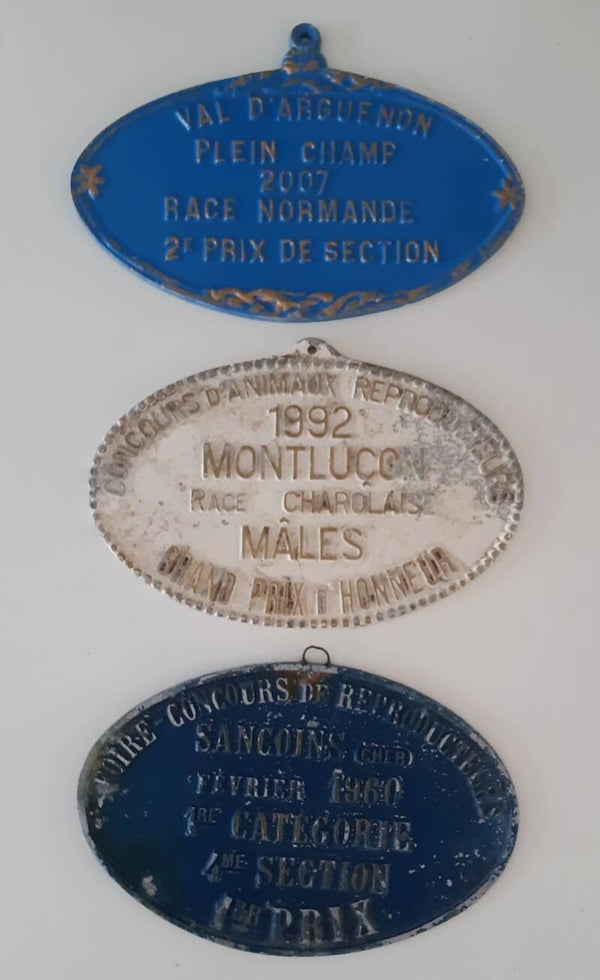 VAL D'ARGUENON
PLEIN CHAMP
2007
RACE NORMANDE
2E PRIX DE SECTION
CONCOURS D'ANIMAUX REPRODUCTEURS
1992
MONTLUÇON
RACE CHAROLAISE
MÂLES
GRAND PRIX D'HONNEUR
FOIRE-CONCOURS DE REPRODUCTEURS
SANCOINS (CHER)
FÉVRIER 1960
1RE CATÉGORIE
4ME SECTION
1ER PRIX